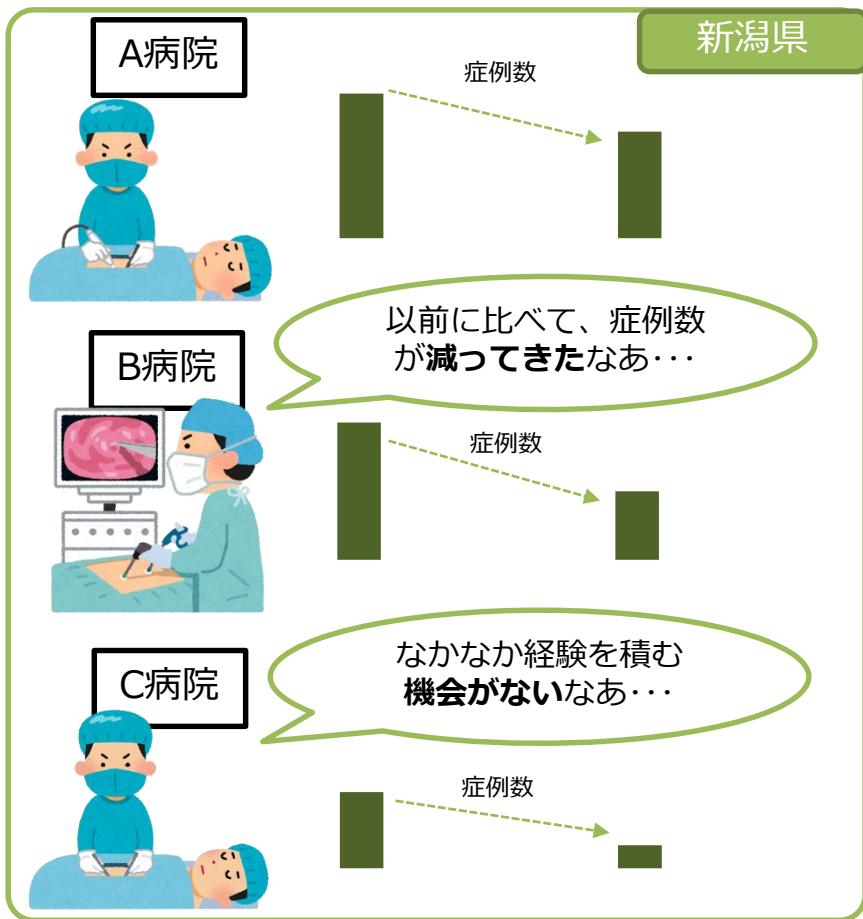 新潟県
A病院
症例数
以前に比べて、症例数
が減ってきたなあ･･･
B病院
症例数
なかなか経験を積む
機会がないなあ･･･
C病院
症例数